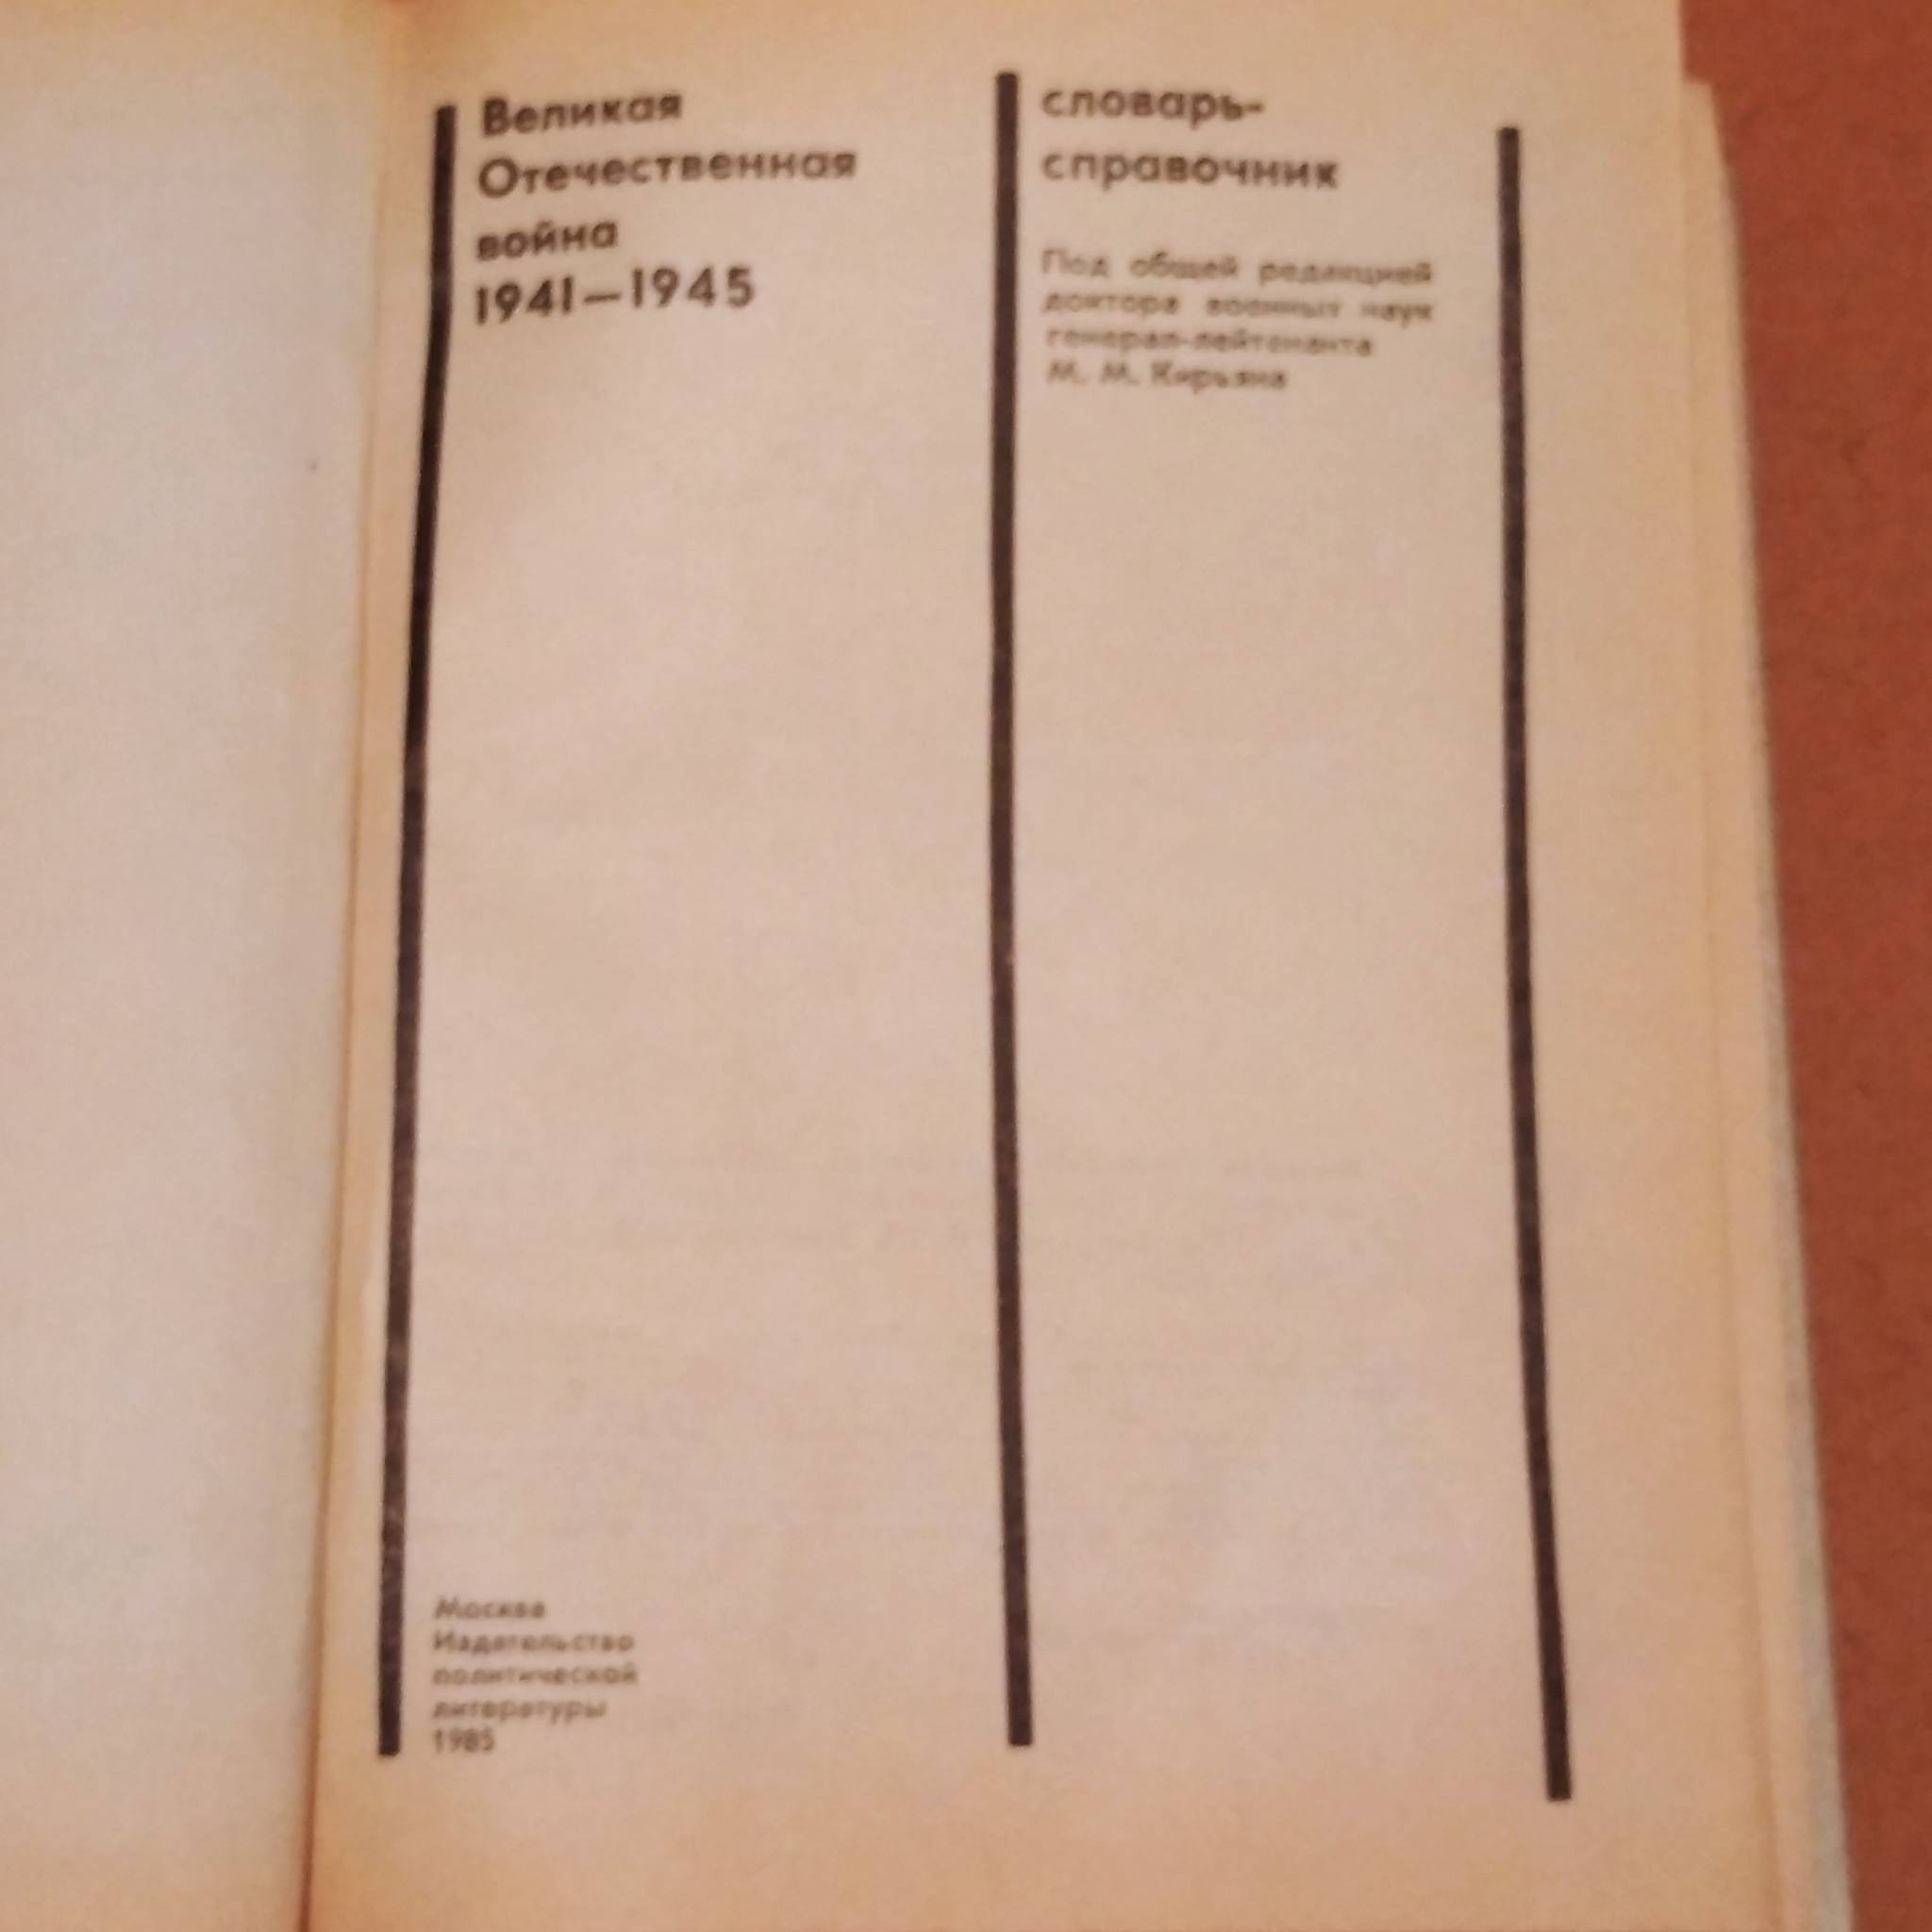 Великая
Отечественная
война
1941—1945
словарь-
справочник
Под общей редакцией
доктора военных наук
генерал-лейтенанта
М. М. Кирьяна
Москва
Издательство
политической
литературы
1985